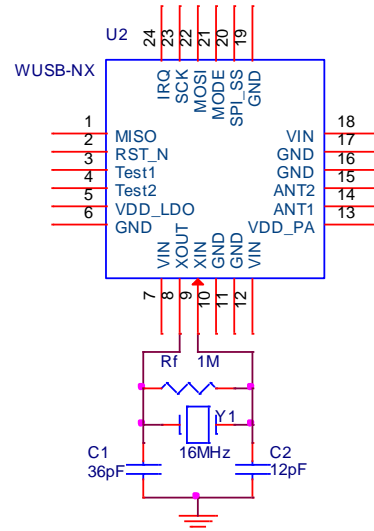 U2
WUSB-NX
24 23 22 21 20 19
IRQ SCK MOSI MODE SPI_SS GND
1 MISO
2 RST_N
3 Test1
4 Test2
5 VDD_LDO
6 GND
VIN 18
GND 17
GND 16
ANT2 15
ANT1 14
VDD_PA 13
VIN XOUT XIN GND GND VIN
7 8 9 10 11 12
Rf 1M
Y1
16MHz
C1
36pF
C2
12pF